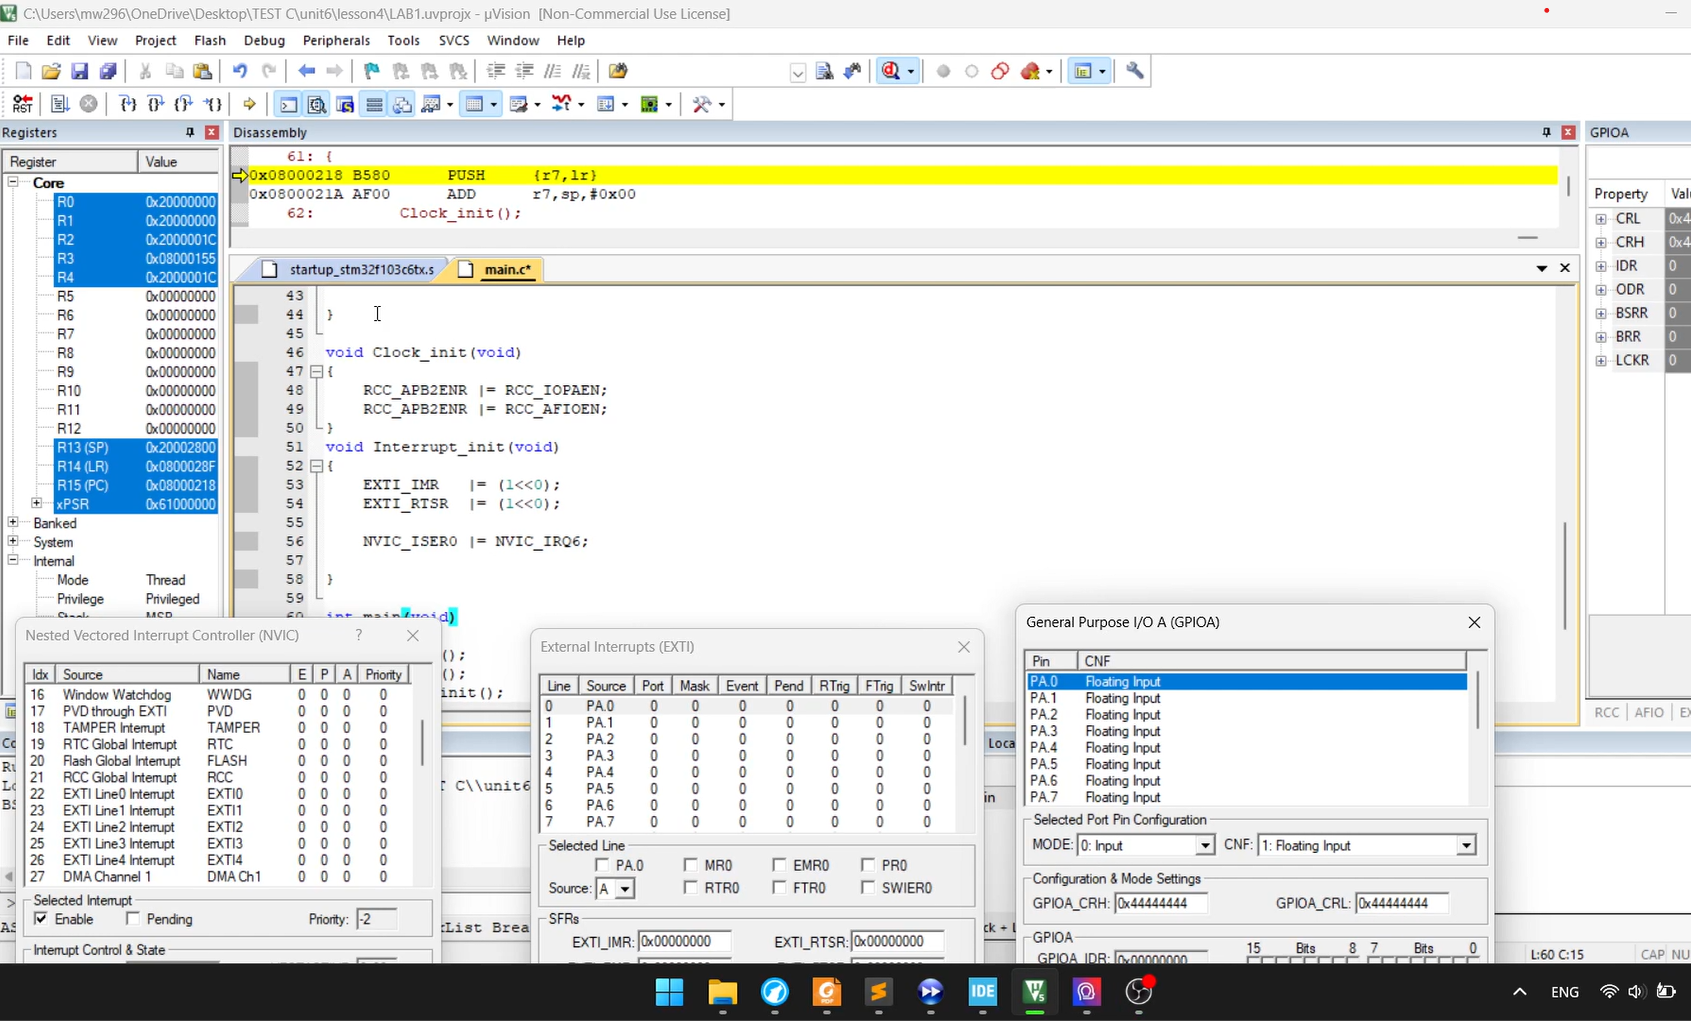 C:\Users\mw296\OneDrive\Desktop\TEST C\unit6\lesson4\LAB1.uvprojx - µVision [Non-Commercial Use License]
File Edit View Project Flash Debug Peripherals Tools SVCS Window Help
RST
Registers
Register Value
Core
R0 0x20000000
R1 0x20000000
R2 0x2000001C
R3 0x08000155
R4 0x2000001C
R5 0x00000000
R6 0x00000000
R7 0x00000000
R8 0x00000000
R9 0x00000000
R10 0x00000000
R11 0x00000000
R12 0x00000000
R13 (SP) 0x20002800
R14 (LR) 0x0800028F
R15 (PC) 0x08000218
xPSR 0x61000000
Banked
System
Internal
Mode Thread
Privilege Privileged
Disassembly
61: {
0x08000218 B580 PUSH {r7,lr}
0x0800021A AF00 ADD r7,sp,#0x00
62: Clock_init();
startup_stm32f103c6tx.s main.c*
43
44 }
45
46 void Clock_init(void)
47 {
48 RCC_APB2ENR |= RCC_IOPAEN;
49 RCC_APB2ENR |= RCC_AFIOEN;
50 }
51 void Interrupt_init(void)
52 {
53 EXTI_IMR |= (1<<0);
54 EXTI_RTSR |= (1<<0);
55
56 NVIC_ISER0 |= NVIC_IRQ6;
57
58 }
59
60 int main(void)
();
();
init();
GPIOA
Property Val
CRL 0x4
CRH 0x4
IDR 0
ODR 0
BSRR 0
BRR 0
LCKR 0
RCC AFIO EX
Nested Vectored Interrupt Controller (NVIC) ?
Idx Source Name E P A Priority
16 Window Watchdog WWDG 0 0 0 0
17 PVD through EXTI PVD 0 0 0 0
18 TAMPER Interrupt TAMPER 0 0 0 0
19 RTC Global Interrupt RTC 0 0 0 0
20 Flash Global Interrupt FLASH 0 0 0 0
21 RCC Global Interrupt RCC 0 0 0 0
22 EXTI Line0 Interrupt EXTI0 0 0 0 0
23 EXTI Line1 Interrupt EXTI1 0 0 0 0
24 EXTI Line2 Interrupt EXTI2 0 0 0 0
25 EXTI Line3 Interrupt EXTI3 0 0 0 0
26 EXTI Line4 Interrupt EXTI4 0 0 0 0
27 DMA Channel 1 DMA Ch1 0 0 0 0
Selected Interrupt
Enable Pending Priority: -2
Interrupt Control & State
C\\unit6
List Brea
External Interrupts (EXTI)
Line Source Port Mask Event Pend RTrig FTrig SwIntr
0 PA.0 0 0 0 0 0 0 0
1 PA.1 0 0 0 0 0 0 0
2 PA.2 0 0 0 0 0 0 0
3 PA.3 0 0 0 0 0 0 0
4 PA.4 0 0 0 0 0 0 0
5 PA.5 0 0 0 0 0 0 0
6 PA.6 0 0 0 0 0 0 0
7 PA.7 0 0 0 0 0 0 0
Selected Line
PA.0 MR0 EMR0 PR0
Source: A RTR0 FTR0 SWIER0
SFRs
EXTI_IMR: 0x00000000 EXTI_RTSR: 0x00000000
Loca
General Purpose I/O A (GPIOA)
Pin CNF
PA.0 Floating Input
PA.1 Floating Input
PA.2 Floating Input
PA.3 Floating Input
PA.4 Floating Input
PA.5 Floating Input
PA.6 Floating Input
PA.7 Floating Input
Selected Port Pin Configuration
MODE: 0: Input CNF: 1: Floating Input
Configuration & Mode Settings
GPIOA_CRH: 0x44444444 GPIOA_CRL: 0x44444444
GPIOA 15 Bits 8 7 Bits 0
GPIOA_IDR: 0x00000000
L:60 C:15 CAP NU
IDE
ENG